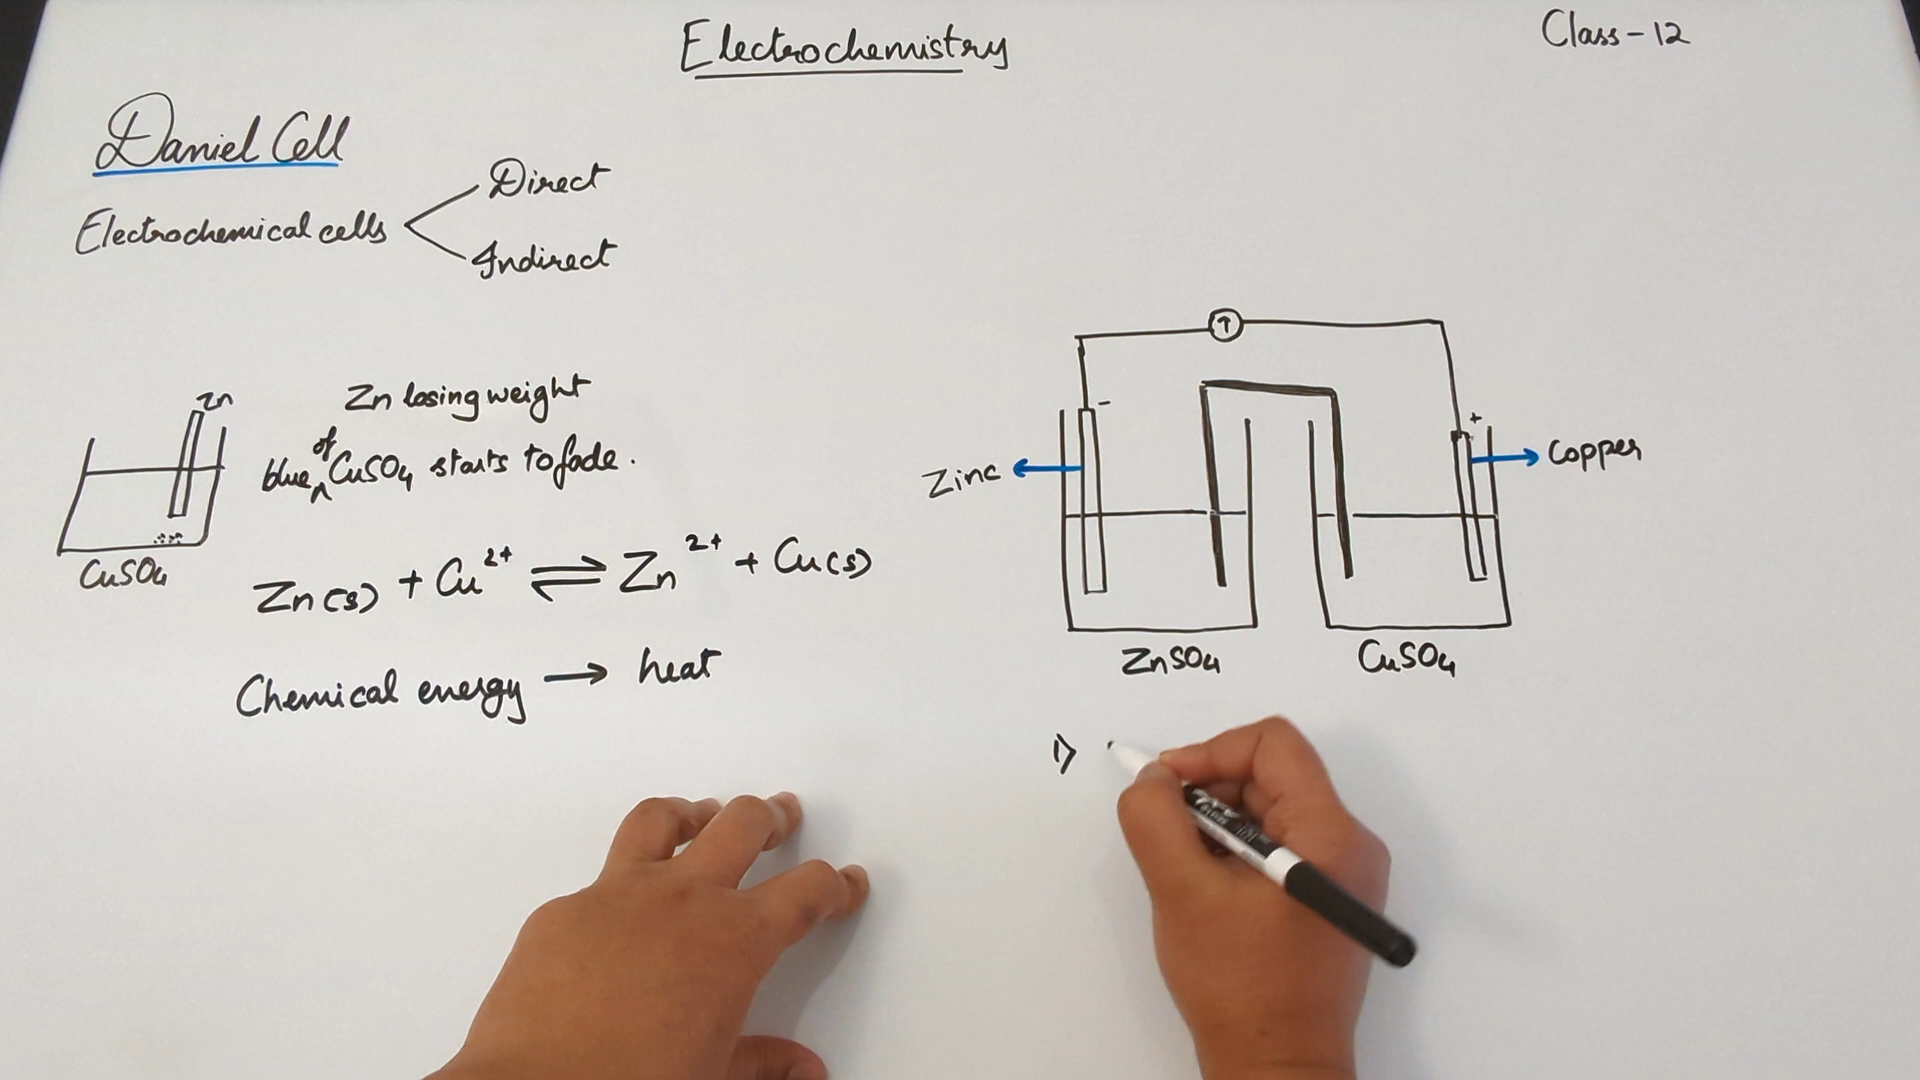 Electrochemistry
Class-12
Daniel Cell
Electrochemical cells
Direct
Indirect
Zn
Zn losing weight
blue of CuSO4 starts to fade.
CuSO4
Zn(s) + Cu²⁺ ⇌ Zn²⁺ + Cu(s)
Chemical energy → heat
↑
-
+
Zinc
Copper
ZnSO4
CuSO4
1)